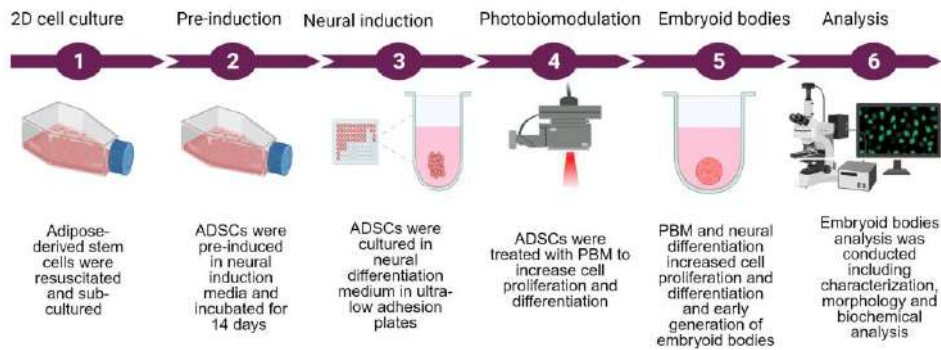 2D cell culture
Pre-induction
Neural induction
Photobiomodulation
Embryoid bodies
Analysis
1
2
3
4
5
6
Adipose-
derived stem
cells were
resuscitated
and sub-
cultured
ADSCs were
pre-induced
in neural
induction
media and
incubated for
14 days
ADSCs were
cultured in
neural
differentiation
medium in ultra-
low adhesion
plates
ADSCs were
treated with PBM to
increase cell
proliferation and
differentiation
PBM and neural
differentiation
increased cell
proliferation and
differentiation
and early
generation of
embryoid bodies
Embryoid bodies
analysis was
conducted
including
characterization,
morphology and
biochemical
analysis